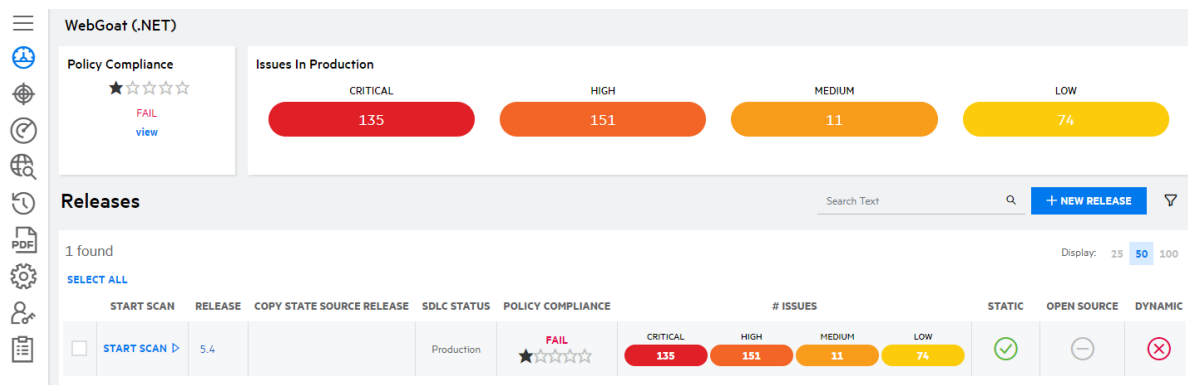 WebGoat (.NET)
Policy Compliance
FAIL
view
Issues In Production
CRITICAL HIGH MEDIUM LOW
135 151 11 74
Releases
Search Text
+ NEW RELEASE
PDF
1 found
Display: 25 50 100
SELECT ALL
START SCAN RELEASE COPY STATE SOURCE RELEASE SDLC STATUS POLICY COMPLIANCE # ISSUES STATIC OPEN SOURCE DYNAMIC
START SCAN 5.4 Production FAIL
CRITICAL HIGH MEDIUM LOW
135 151 11 74